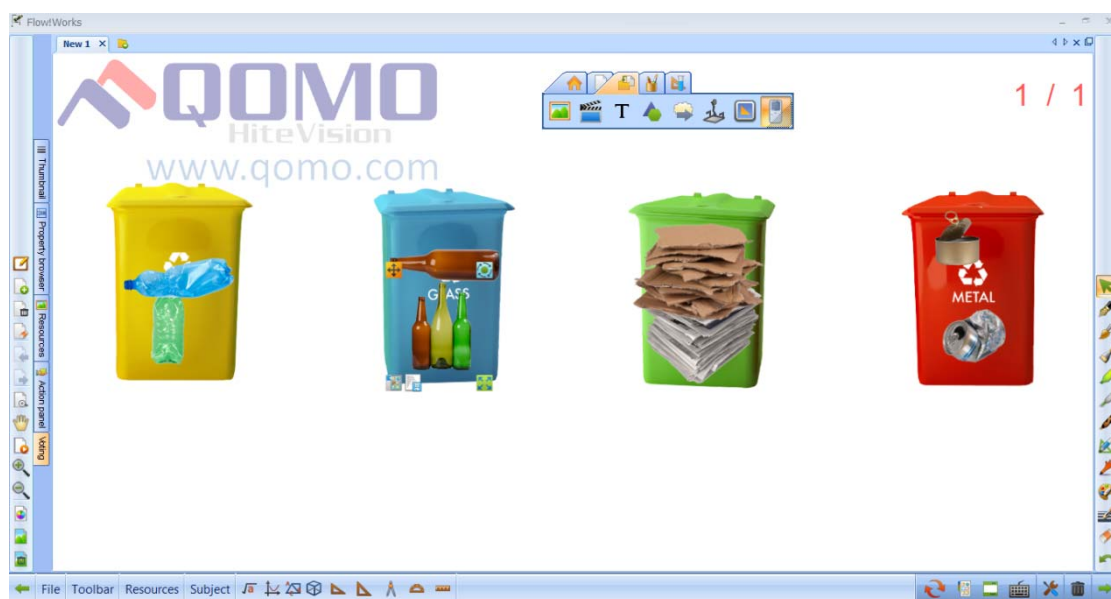 Flow!Works
New 1
QOMO
HiteVision
www.qomo.com
T
1 / 1
Thumbnail
Property browser
Resources
Action panel
Voting
METAL
File Toolbar Resources Subject